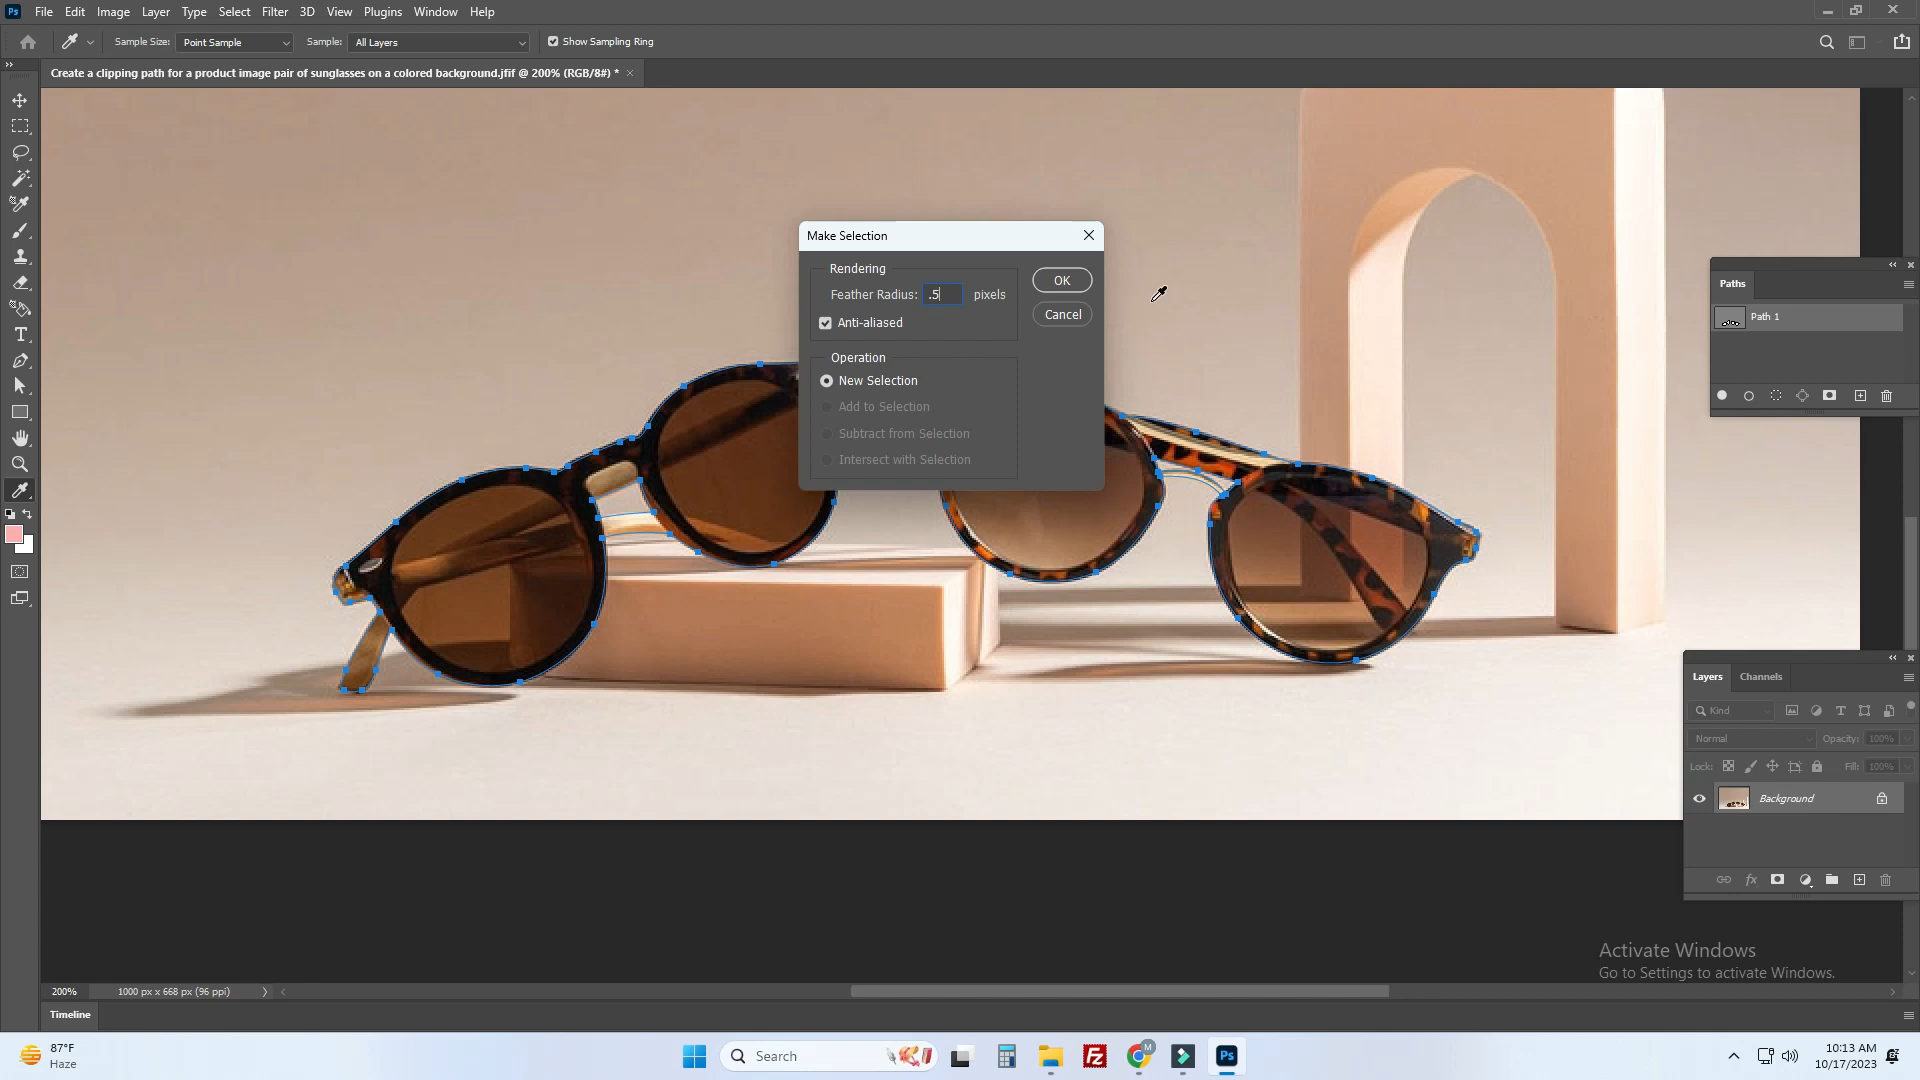 Ps File Edit Image Layer Type Select Filter 3D View Plugins Window Help
Sample Size: Point Sample Sample: All Layers Show Sampling Ring
Create a clipping path for a product image pair of sunglasses on a colored background.jfif @ 200% (RGB/8#) *
Make Selection
Rendering
Feather Radius: .5 pixels
OK
Anti-aliased
Cancel
Operation
New Selection
Add to Selection
Subtract from Selection
Intersect with Selection
Paths
Path 1
Layers Channels
Kind
Normal Opacity: 100%
Lock: Fill: 100%
Background
Activate Windows
Go to Settings to activate Windows.
200% 1000 px x 668 px (96 ppi)
Timeline
87°F
Haze
Search
Fz
M
Ps
10:13 AM
10/17/2023